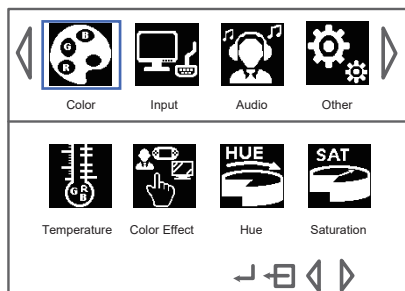 B
G
R
Color Input Audio Other
HUE SAT
G R
B
Temperature Color Effect Hue Saturation